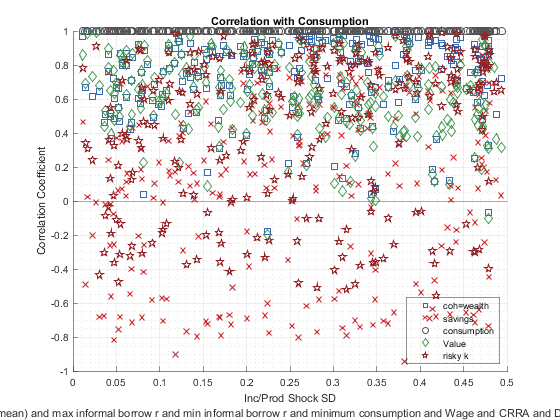 Correlation with Consumption
1
0.8
0.6
0.4
0.2
0
-0.2
-0.4
-0.6
-0.8
-1
Correlation Coefficient
coh=wealth
savings
consumption
Value
risky k
0 0.05 0.1 0.15 0.2 0.25 0.3 0.35 0.4 0.45 0.5
Inc/Prod Shock SD
mean) and max informal borrow r and min informal borrow r and minimum consumption and Wage and CRRA and